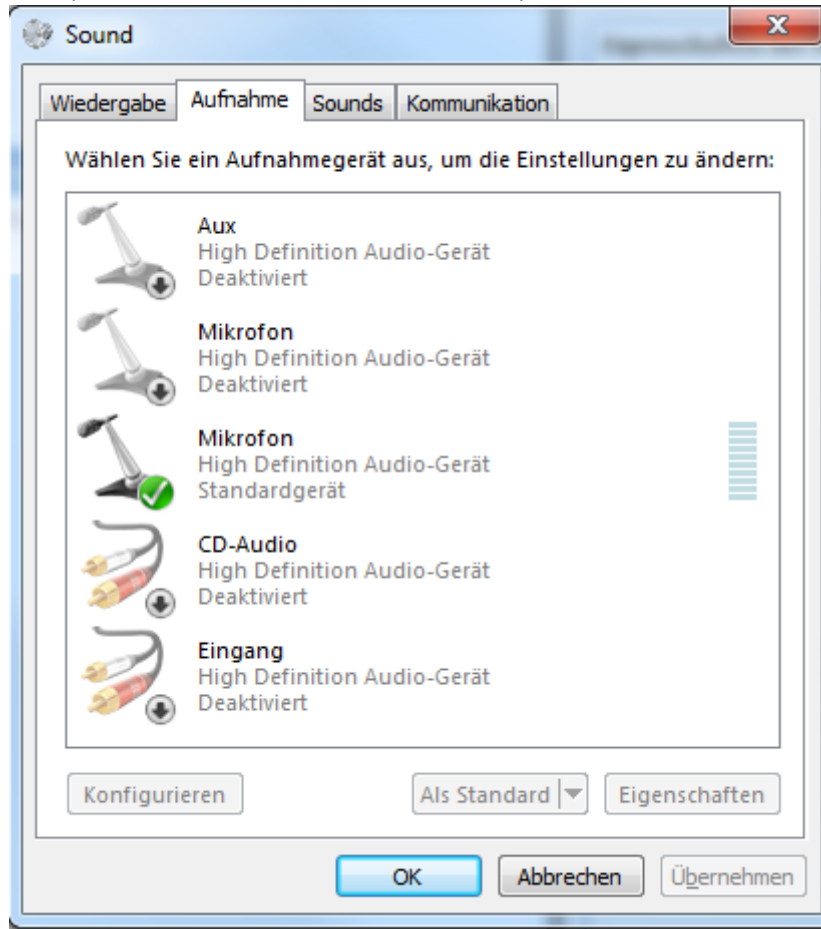 Sound
Wiedergabe Aufnahme Sounds Kommunikation
Wählen Sie ein Aufnahmegerät aus, um die Einstellungen zu ändern:
Aux
High Definition Audio-Gerät
Deaktiviert
Mikrofon
High Definition Audio-Gerät
Deaktiviert
Mikrofon
High Definition Audio-Gerät
Standardgerät
CD-Audio
High Definition Audio-Gerät
Deaktiviert
Eingang
High Definition Audio-Gerät
Deaktiviert
Konfigurieren Als Standard Eigenschaften
OK Abbrechen Übernehmen